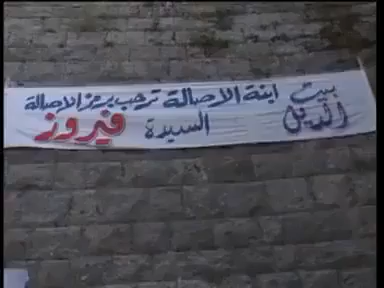 بيت الدين
ابنة الاصالة ترحب برمز الاصالة
السيدة فيروز